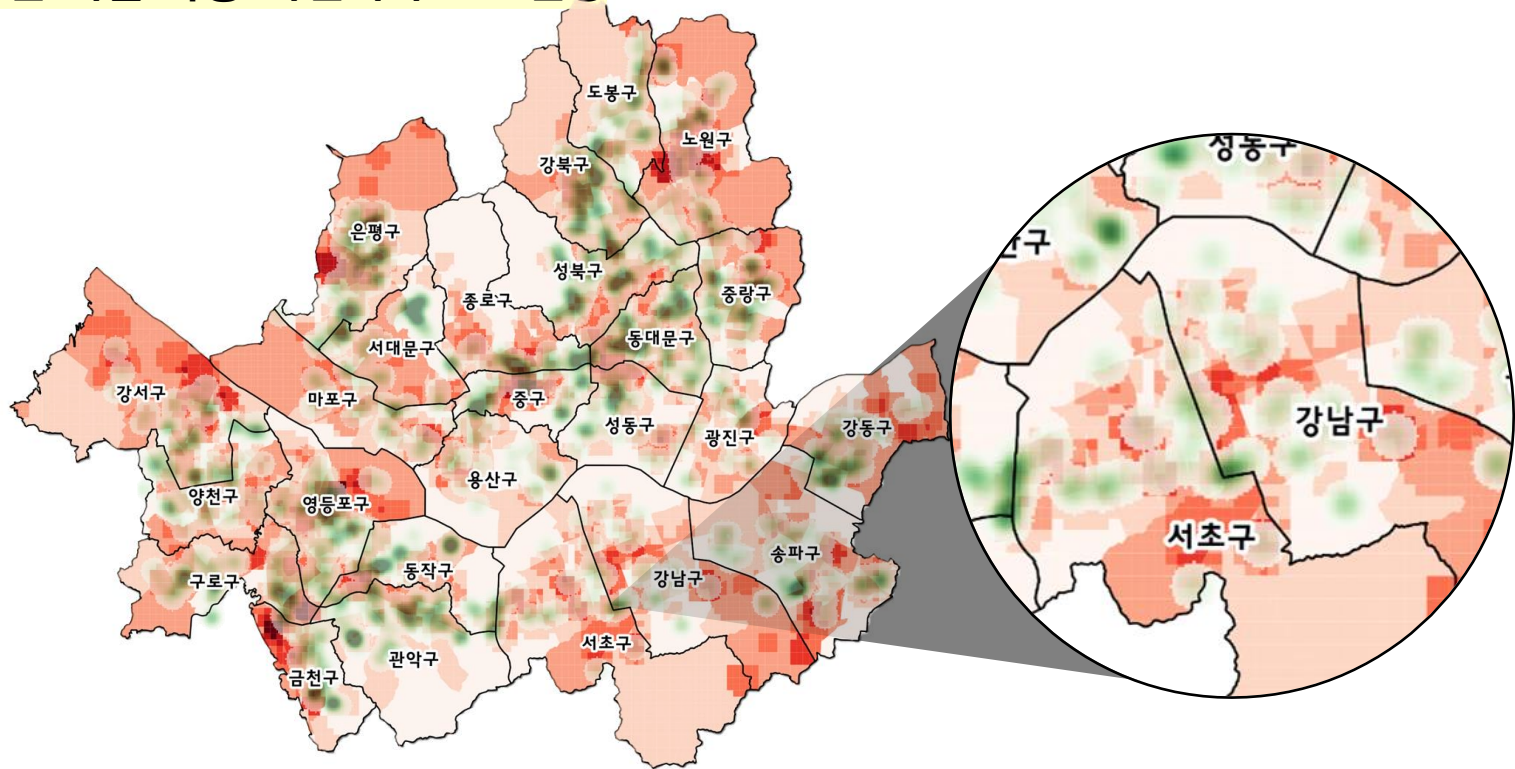 도봉구
노원구
강북구
은평구
성북구
종로구
중랑구
서대문구
동대문구
강서구
마포구
중구
성동구
광진구
강동구
용산구
양천구
영등포구
송파구
구로구
동작구
강남구
서초구
관악구
금천구
성동구
강남구
서초구